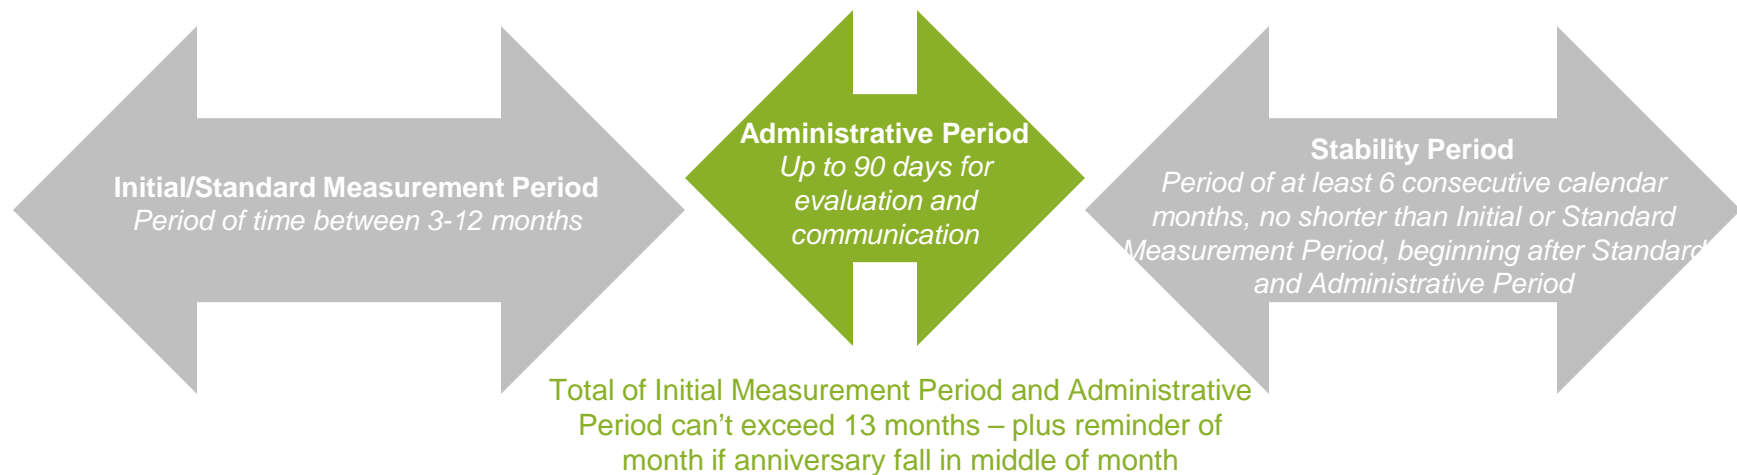 Initial/Standard Measurement Period
Period of time between 3-12 months
Administrative Period
Up to 90 days for
evaluation and
communication
Stability Period
Period of at least 6 consecutive calendar
months, no shorter than Initial or Standard
Measurement Period, beginning after Standard
and Administrative Period
Total of Initial Measurement Period and Administrative
Period can’t exceed 13 months – plus reminder of
month if anniversary fall in middle of month